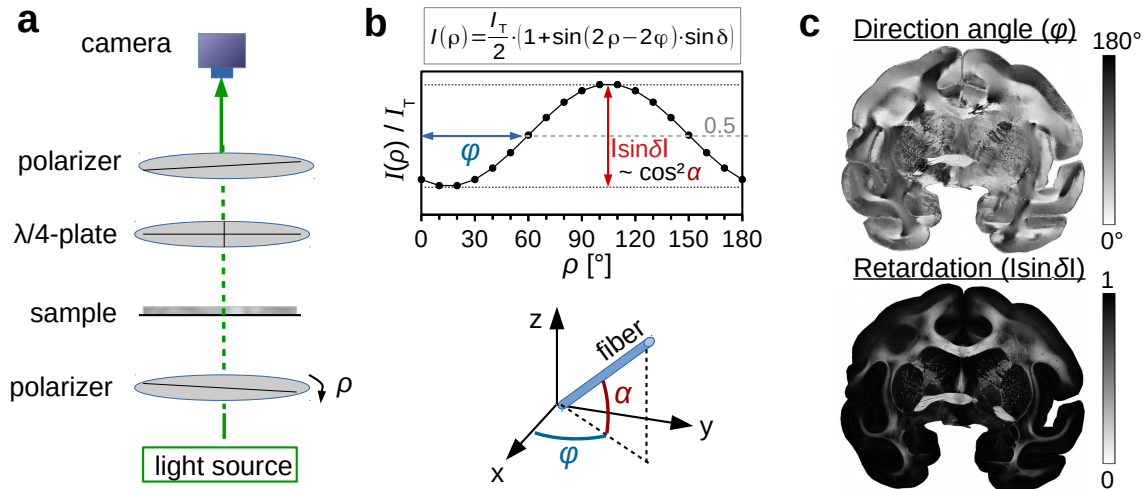 a
camera
polarizer
λ/4-plate
sample
polarizer
ρ
light source
b
I(ρ)=I_T/2·(1+sin(2ρ−2φ)·sinδ)
I(ρ) / I_T
0.5
φ
|sinδ|
~ cos²α
0 30 60 90 120 150 180
ρ [°]
z
fiber
α
y
x
φ
c
Direction angle (φ)
180°
0°
Retardation (|sinδ|)
1
0